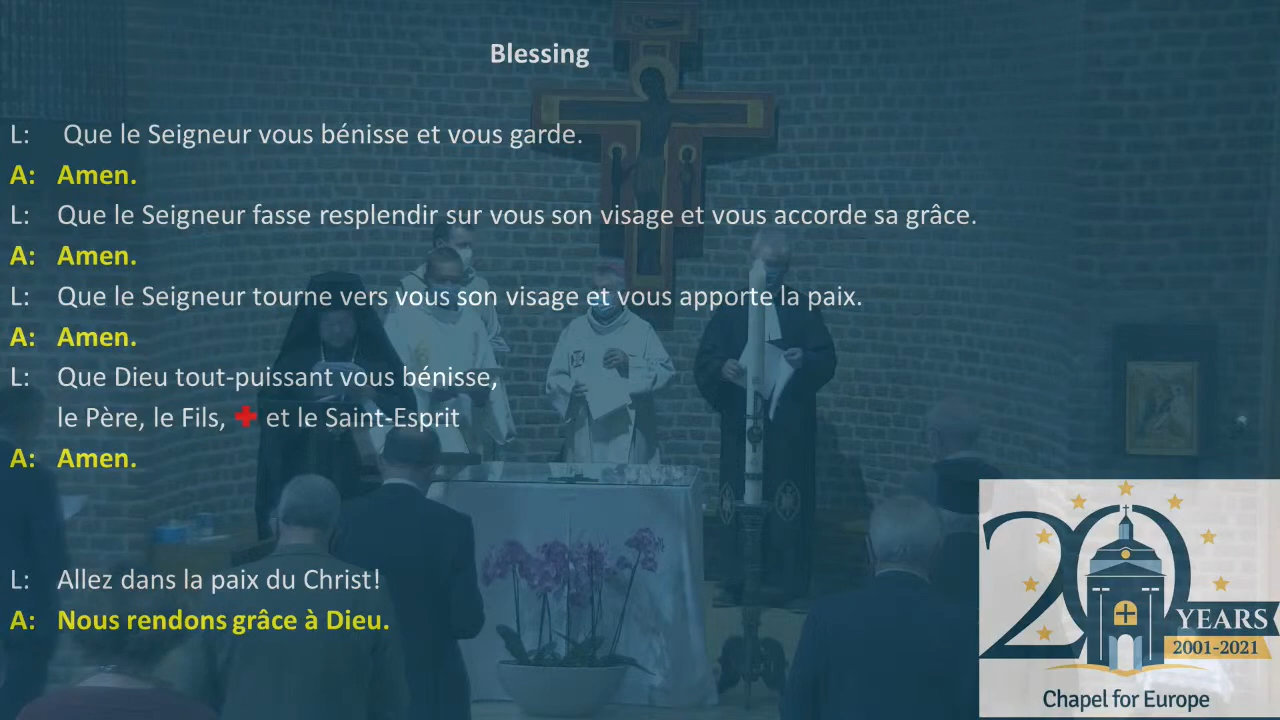 Blessing
L: Que le Seigneur vous bénisse et vous garde.
A: Amen.
L: Que le Seigneur fasse resplendir sur vous son visage et vous accorde sa grâce.
A: Amen.
L: Que le Seigneur tourne vers vous son visage et vous apporte la paix.
A: Amen.
L: Que Dieu tout-puissant vous bénisse,
le Père, le Fils, ✚ et le Saint-Esprit
A: Amen.
L: Allez dans la paix du Christ!
A: Nous rendons grâce à Dieu.
20
YEARS
2001-2021
Chapel for Europe